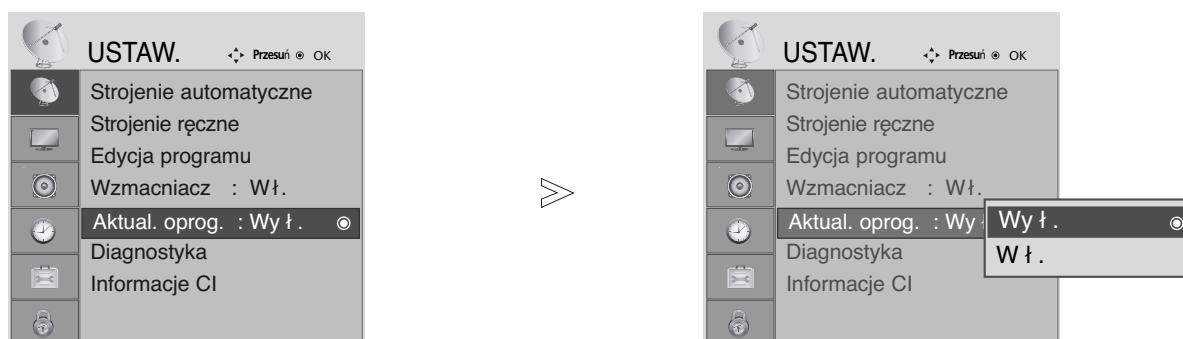 USTAW. Przesuń OK
Strojenie automatyczne
Strojenie ręczne
Edycja programu
Wzmacniacz : Wł.
Aktual. oprog. : Wy ł .
Diagnostyka
Informacje CI
USTAW. Przesuń OK
Strojenie automatyczne
Strojenie ręczne
Edycja programu
Wzmacniacz : Wł.
Aktual. oprog. : Wy ł
Diagnostyka
Informacje CI
Wy ł .
W ł .